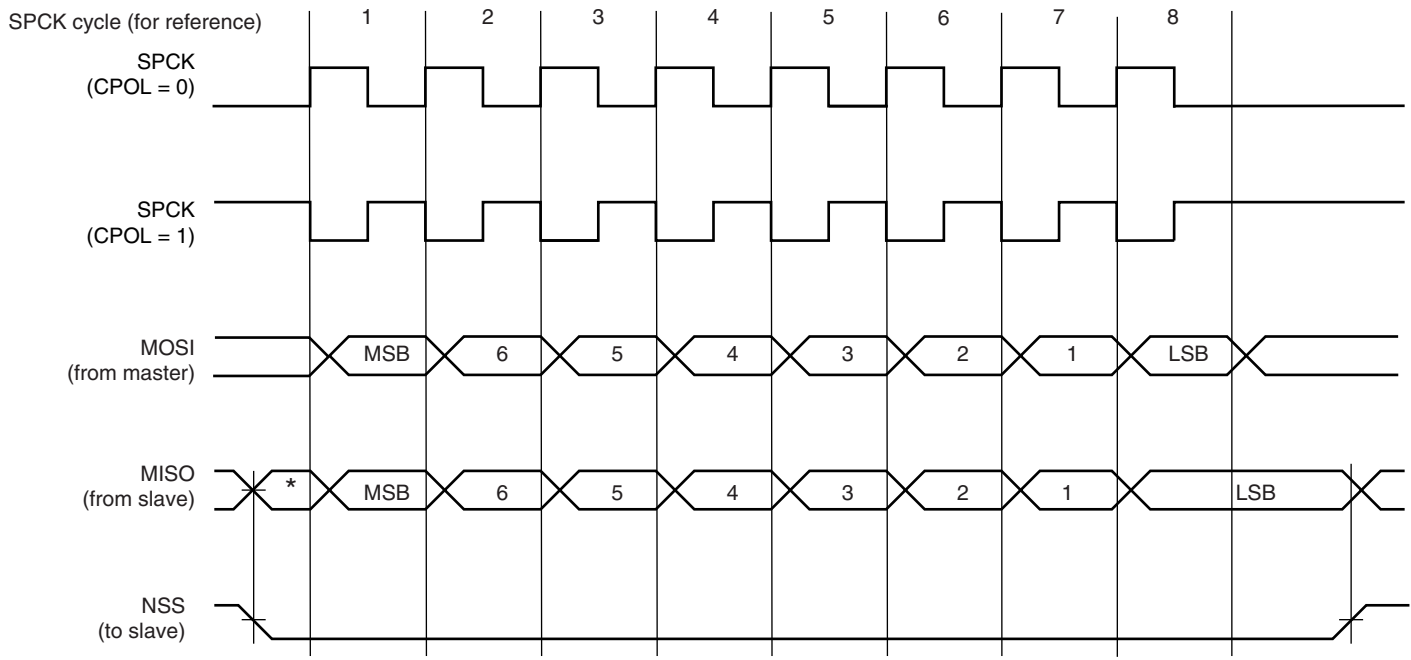 SPCK cycle (for reference) 1 2 3 4 5 6 7 8
SPCK
(CPOL = 0)
SPCK
(CPOL = 1)
MOSI
(from master)
MSB 6 5 4 3 2 1 LSB
MISO
(from slave)
* MSB 6 5 4 3 2 1 LSB
NSS
(to slave)